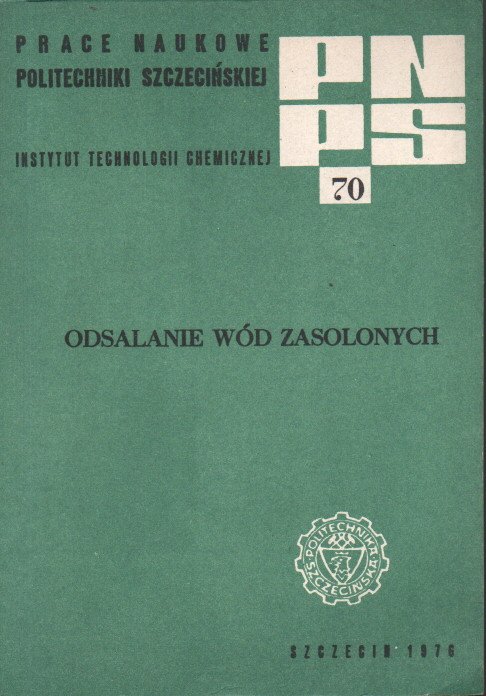 PRACE NAUKOWE
POLITECHNIKI SZCZECIŃSKIEJ
INSTYTUT TECHNOLOGII CHEMICZNEJ
PN
PS
70
ODSALANIE WÓD ZASOLONYCH
POLITECHNIKA
SZCZECIŃSKA
SZCZECIN 1976